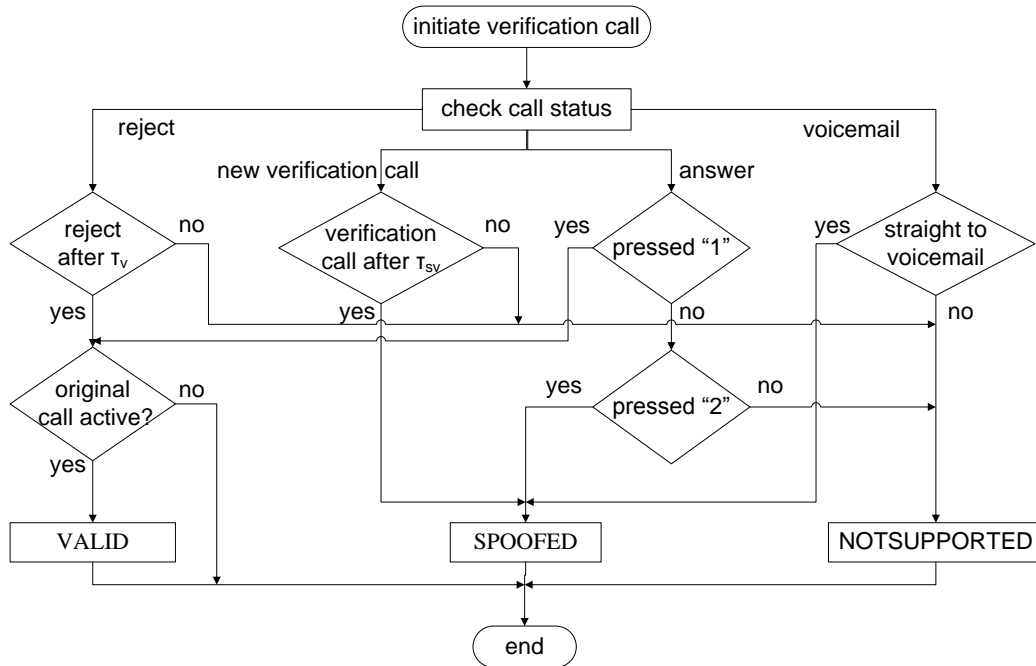 initiate verification call
check call status
reject
voicemail
new verification call
answer
reject
after τv
no
verification
call after τsv
no
yes
pressed “1”
yes
straight to
voicemail
yes
yes
no
no
original
call active?
no
yes
pressed “2”
no
yes
VALID
SPOOFED
NOTSUPPORTED
end